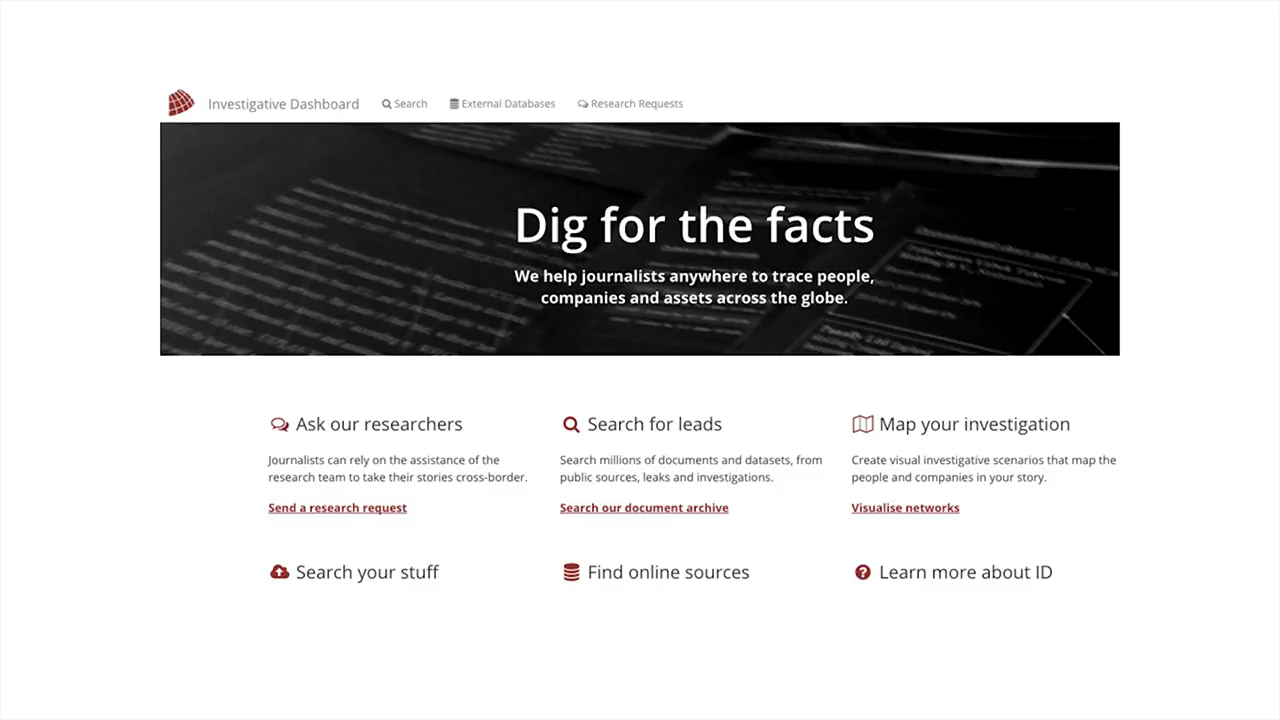 Investigative Dashboard Search External Databases Research Requests
Dig for the facts
We help journalists anywhere to trace people,
companies and assets across the globe.
Ask our researchers
Journalists can rely on the assistance of the
research team to take their stories cross-border.
Send a research request
Search for leads
Search millions of documents and datasets, from
public sources, leaks and investigations.
Search our document archive
Map your investigation
Create visual investigative scenarios that map the
people and companies in your story.
Visualise networks
Search your stuff
Find online sources
Learn more about ID